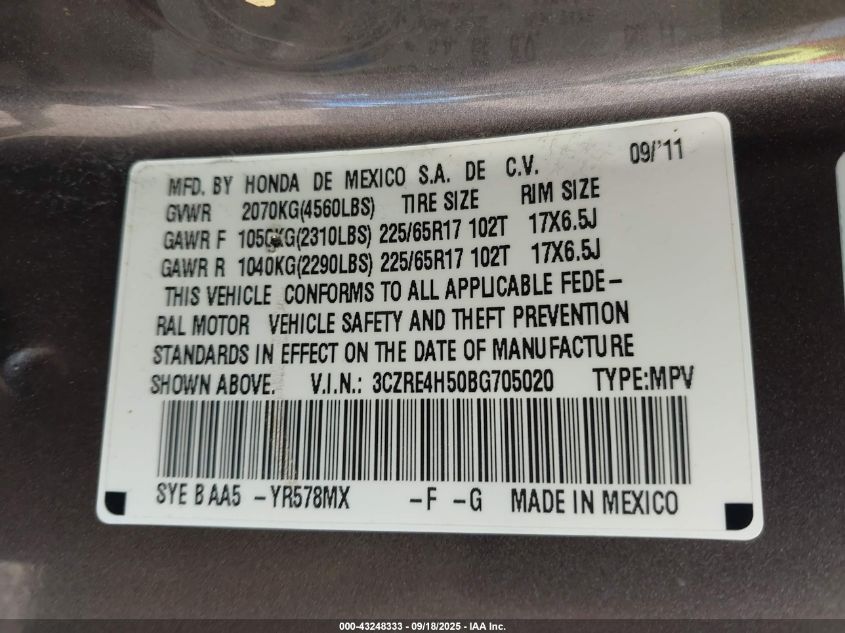 MFD. BY HONDA DE MEXICO S.A. DE C.V. 09/'11
GVWR 2070KG(4560LBS) TIRE SIZE RIM SIZE
GAWR F 1050KG(2310LBS) 225/65R17 102T 17X6.5J
GAWR R 1040KG(2290LBS) 225/65R17 102T 17X6.5J
THIS VEHICLE CONFORMS TO ALL APPLICABLE FEDE-
RAL MOTOR VEHICLE SAFETY AND THEFT PREVENTION
STANDARDS IN EFFECT ON THE DATE OF MANUFACTURE
SHOWN ABOVE. V.I.N.: 3CZRE4H50BG705020 TYPE:MPV
SYE B AA5 -YR578MX -F -G MADE IN MEXICO
000-43248333 - 09/18/2025 - IAA Inc.